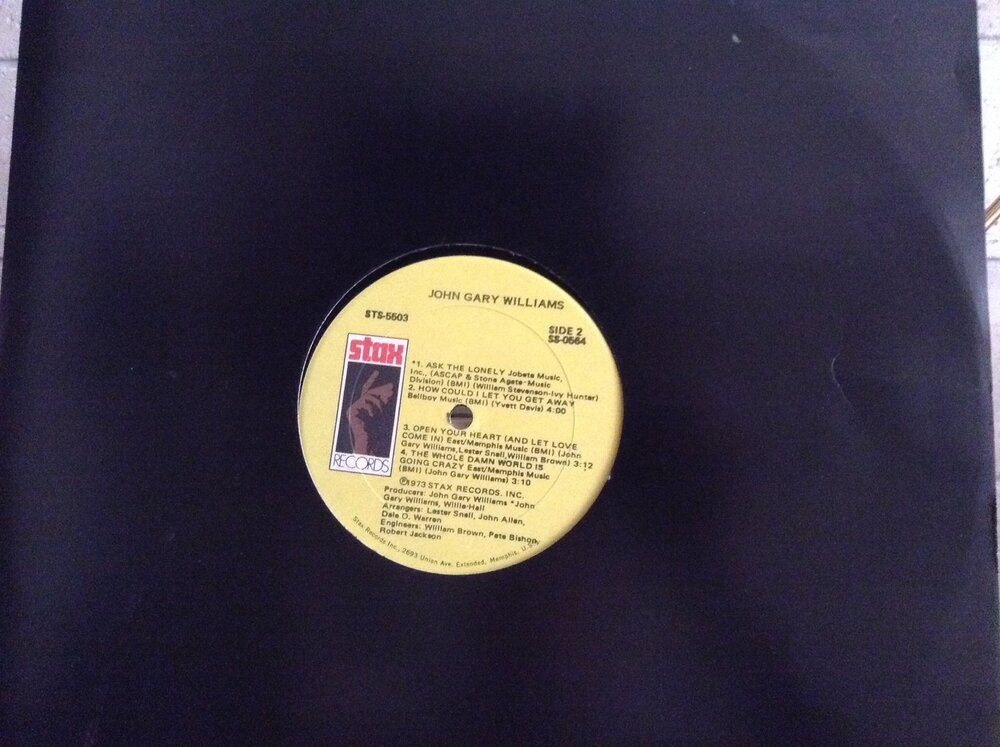 JOHN GARY WILLIAMS
STS-5503
SIDE 2
SS-0564
stax
RECORDS
*1. ASK THE LONELY Jobete Music,
Inc., (ASCAP & Stone Agate-Music
Division) (BMI) (William Stevenson-Ivy Hunter)
2. HOW COULD I LET YOU GET AWAY
Bellboy Music (BMI) (Yvett Davis) 4:00
3. OPEN YOUR HEART (AND LET LOVE
COME IN) East/Memphis Music (BMI) (John
Gary Williams,Lester Snell,William Brown) 3:12
4. THE WHOLE DAMN WORLD IS
GOING CRAZY East/Memphis Music
(BMI) (John Gary Williams) 3:10
Ⓟ1973 STAX RECORDS. INC.
Producers: John Gary Williams *John
Gary Williams, Willie-Hall
Arrangers: Lester Snell, John Allen,
Dale O. Warren
Engineers: William Brown, Pete Bishop,
Robert Jackson
Stax Records Inc., 2693 Union Ave. Extended, Memphis, U.S.